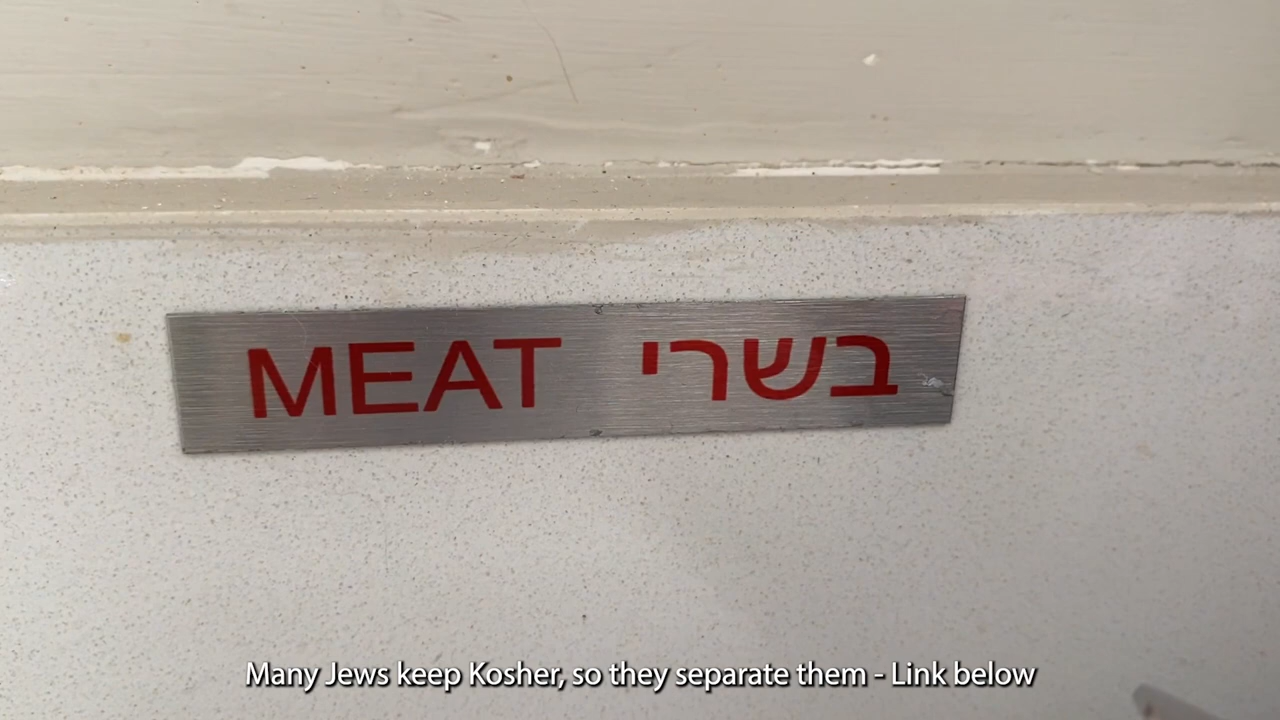 MEAT בשרי
Many Jews keep Kosher, so they separate them - Link below